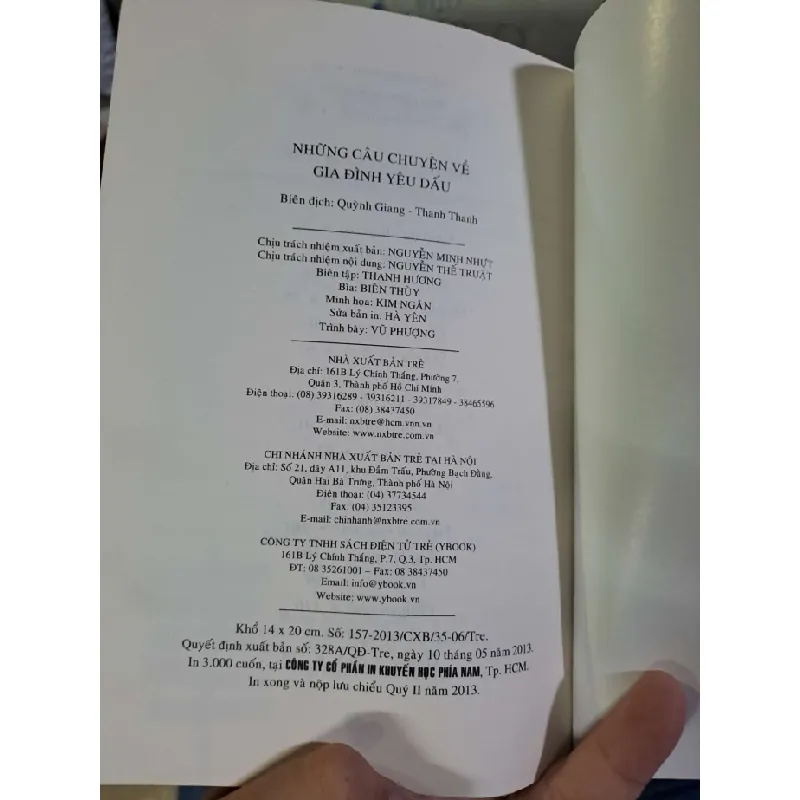 NHỮNG CÂU CHUYỆN VỀ
GIA ĐÌNH YÊU DẤU
Biên dịch: Quỳnh Giang - Thanh Thanh
Chịu trách nhiệm xuất bản: NGUYỄN MINH NHỰT
Chịu trách nhiệm nội dung: NGUYỄN THẾ TRUẬT
Biên tập: THANH HƯƠNG
Bìa: BIÊN THÙY
Minh họa: KIM NGÂN
Sửa bản in: HÀ YÊN
Trình bày: VŨ PHƯỢNG
NHÀ XUẤT BẢN TRẺ
Địa chỉ: 161B Lý Chính Thắng, Phường 7,
Quận 3, Thành phố Hồ Chí Minh
Điện thoại: (08) 39316289 - 39316211 - 39317849 - 38465596
Fax: (08) 38437450
E-mail: nxbtre@hcm.vnn.vn
Website: www.nxbtre.com.vn
CHI NHÁNH NHÀ XUẤT BẢN TRẺ TẠI HÀ NỘI
Địa chỉ: Số 21, dãy A11, khu Đầm Trấu, Phường Bạch Đằng,
Quận Hai Bà Trưng, Thành phố Hà Nội
Điện thoại: (04) 37734544
Fax: (04) 35123395
E-mail: chinhanh@nxbtre.com.vn
CÔNG TY TNHH SÁCH ĐIỆN TỬ TRẺ (YBOOK)
161B Lý Chính Thắng, P.7, Q.3, Tp. HCM
ĐT: 08 35261001 – Fax: 08 38437450
Email: info@ybook.vn
Website: www.ybook.vn
Khổ 14 x 20 cm. Số: 157-2013/CXB/35-06/Tre.
Quyết định xuất bản số: 328A/QĐ-Tre, ngày 10 tháng 05 năm 2013.
In 3.000 cuốn, tại CÔNG TY CỔ PHẦN IN KHUYẾN HỌC PHÍA NAM, Tp. HCM.
In xong và nộp lưu chiểu Quý II năm 2013.